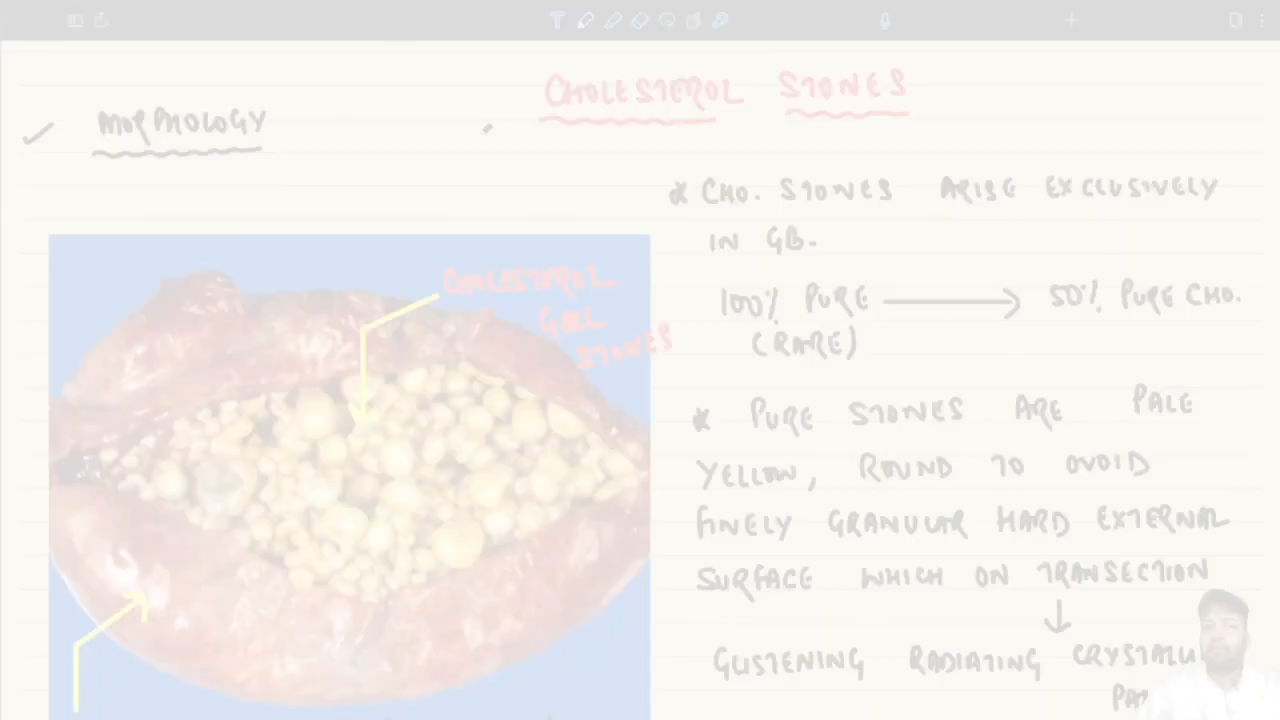 CHOLESTEROL STONES
MORPHOLOGY
* CHO. STONES ARISE EXCLUSIVELY
IN GB.
100% PURE → 50% PURE CHO.
(RARE)
* PURE STONES ARE PALE
YELLOW, ROUND TO OVOID
FINELY GRANULAR HARD EXTERNAL
SURFACE WHICH ON TRANSECTION
↓
GLISTENING RADIATING
CHOLESTEROL
GALL
STONES